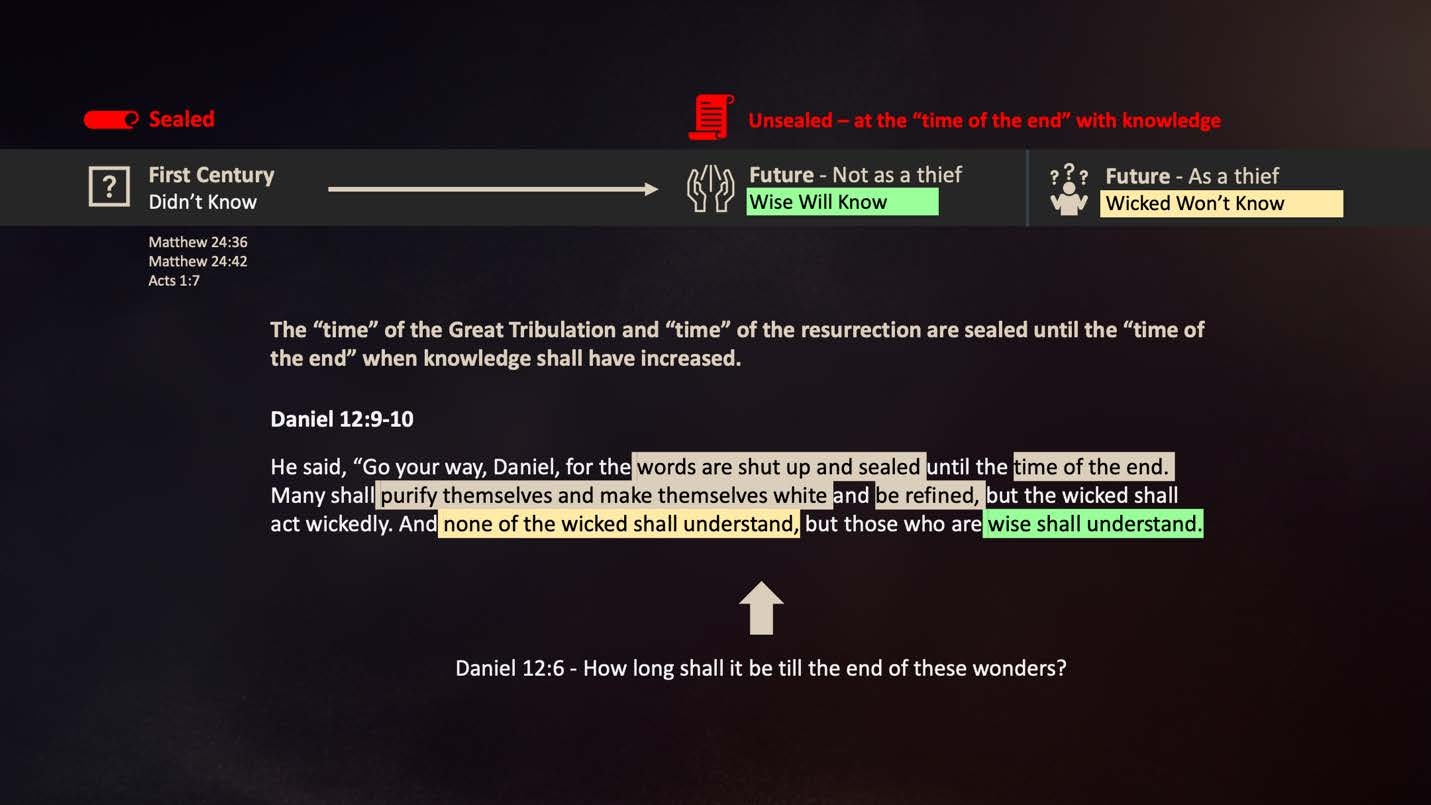 Sealed
Unsealed – at the “time of the end” with knowledge
?
First Century
Didn’t Know
Future - Not as a thief
Wise Will Know
? ? ?
Future - As a thief
Wicked Won’t Know
Matthew 24:36
Matthew 24:42
Acts 1:7
The “time” of the Great Tribulation and “time” of the resurrection are sealed until the “time of
the end” when knowledge shall have increased.
Daniel 12:9-10
He said, “Go your way, Daniel, for the words are shut up and sealed until the time of the end.
Many shall purify themselves and make themselves white and be refined, but the wicked shall
act wickedly. And none of the wicked shall understand, but those who are wise shall understand.
Daniel 12:6 - How long shall it be till the end of these wonders?